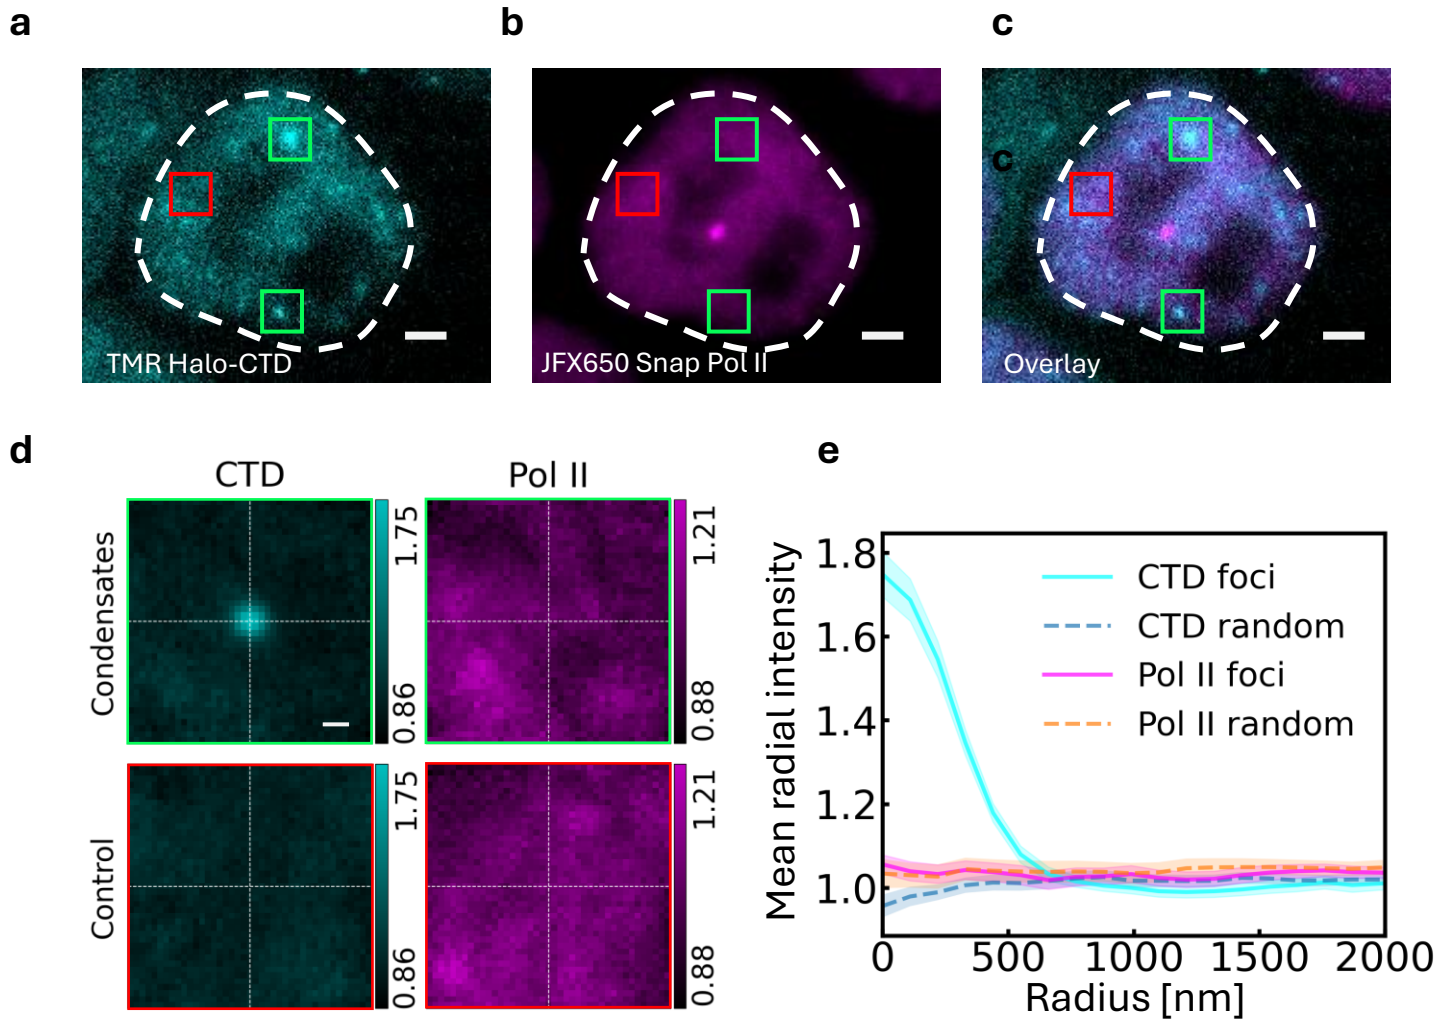 a
b
c
c
TMR Halo-CTD
JFX650 Snap Pol II
Overlay
d
CTD
Pol II
Condensates
1.75
0.86
1.21
0.88
Control
1.75
0.86
1.21
0.88
e
Mean radial intensity
1.8
1.6
1.4
1.2
1.0
CTD foci
CTD random
Pol II foci
Pol II random
0 500 1000 1500 2000
Radius [nm]